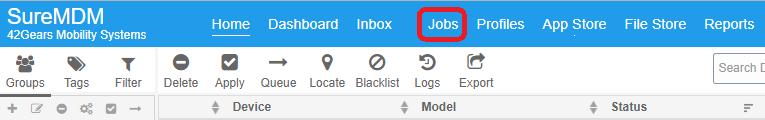 SureMDM
42Gears Mobility Systems
Home Dashboard Inbox Jobs Profiles App Store File Store Reports
Groups Tags Filter Delete Apply Queue Locate Blacklist Logs Export Search D
Device Model Status